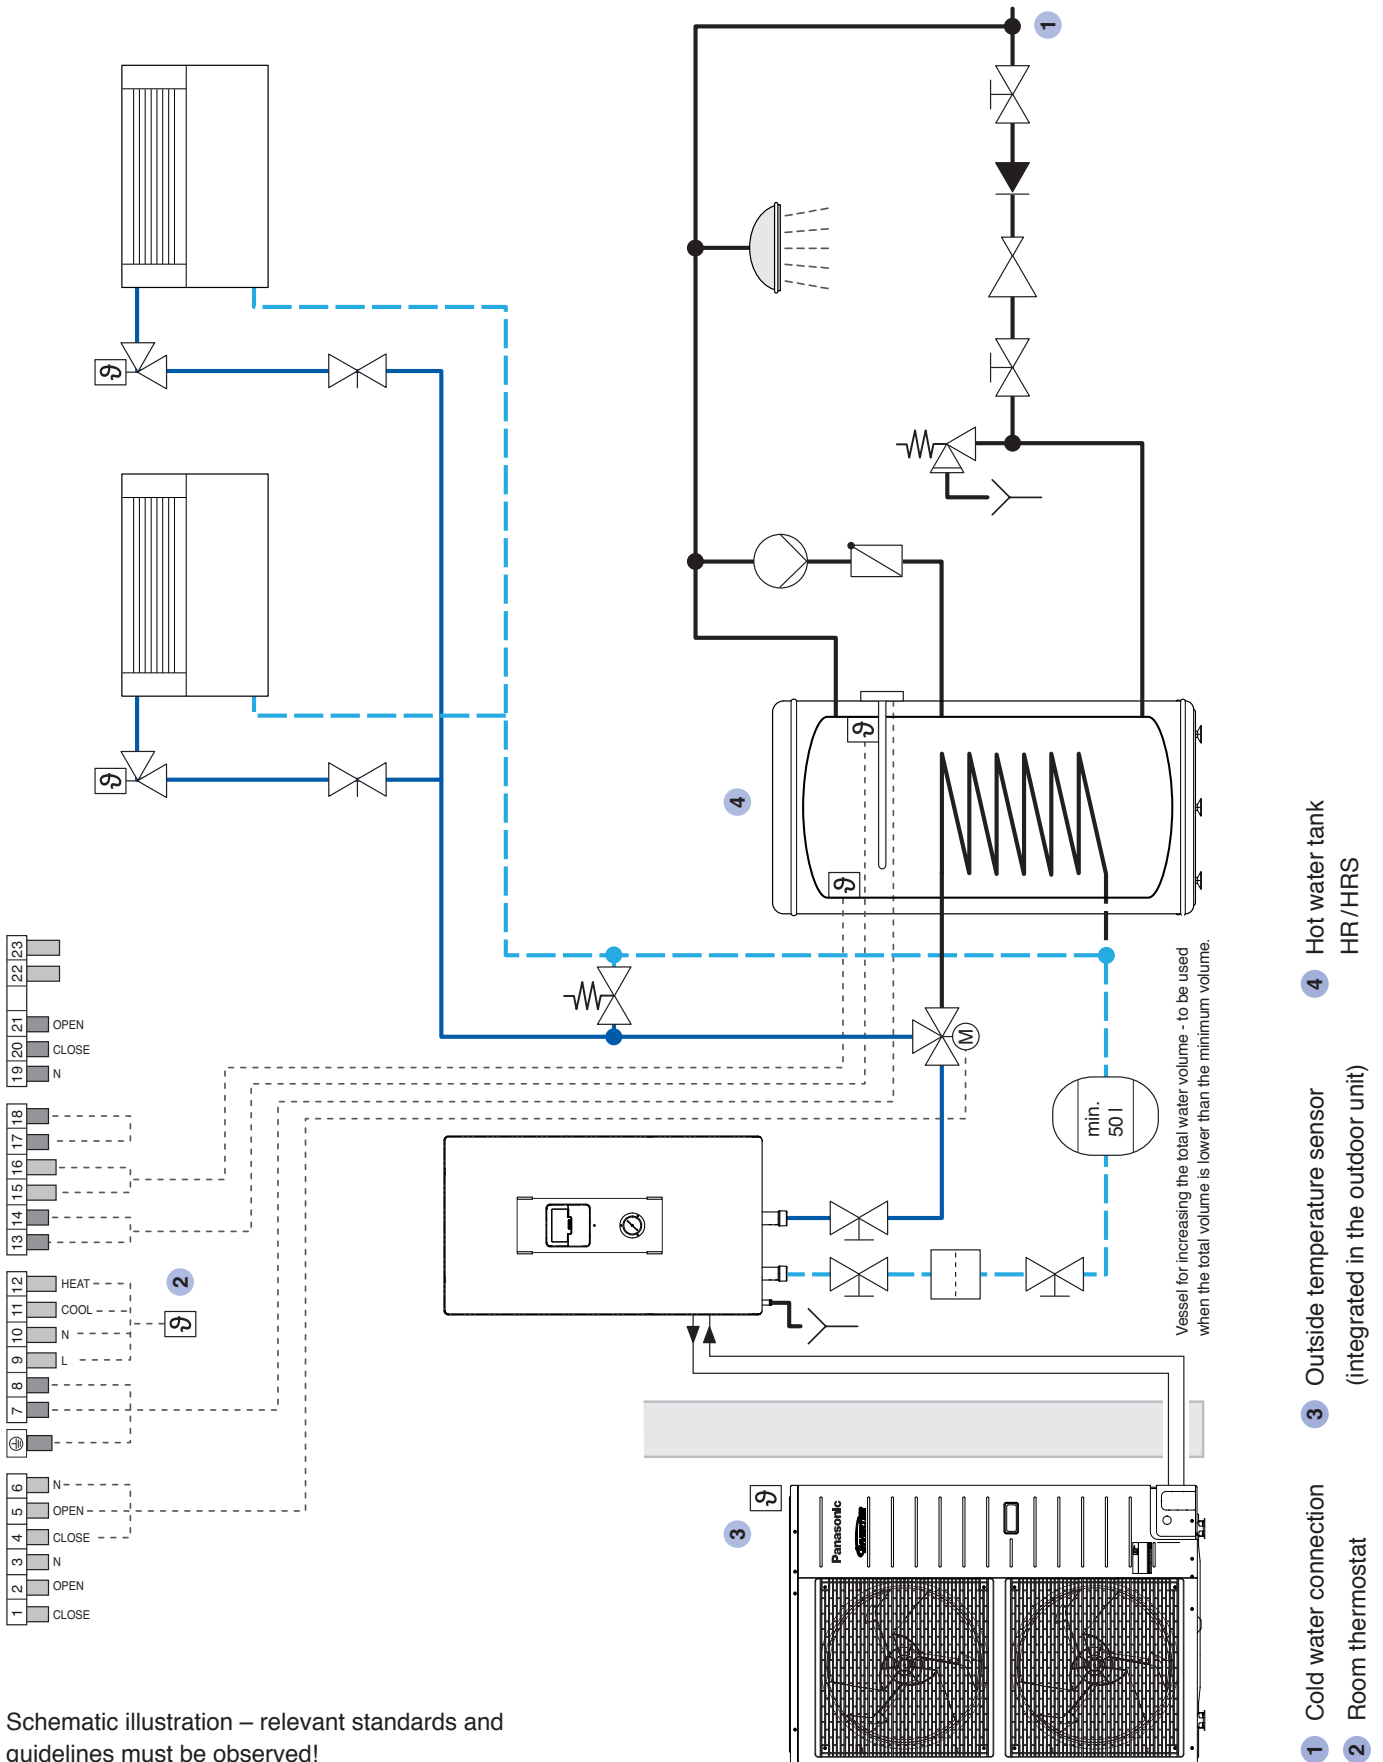 1
ϑ
ϑ
4
ϑ
ϑ
23
22
21 OPEN
20 CLOSE
19 N
18
17
16
15
14
13
12 HEAT
11 COOL
10 N
9 L
8
7
6 N
5 OPEN
4 CLOSE
3 N
2 OPEN
1 CLOSE
2
ϑ
M
min.
50 l
Vessel for increasing the total water volume - to be used
when the total volume is lower than the minimum volume.
ϑ
3
Panasonic
INVERTER
1 Cold water connection
2 Room thermostat
3 Outside temperature sensor
(integrated in the outdoor unit)
4 Hot water tank
HR/HRS
Schematic illustration – relevant standards and
guidelines must be observed!